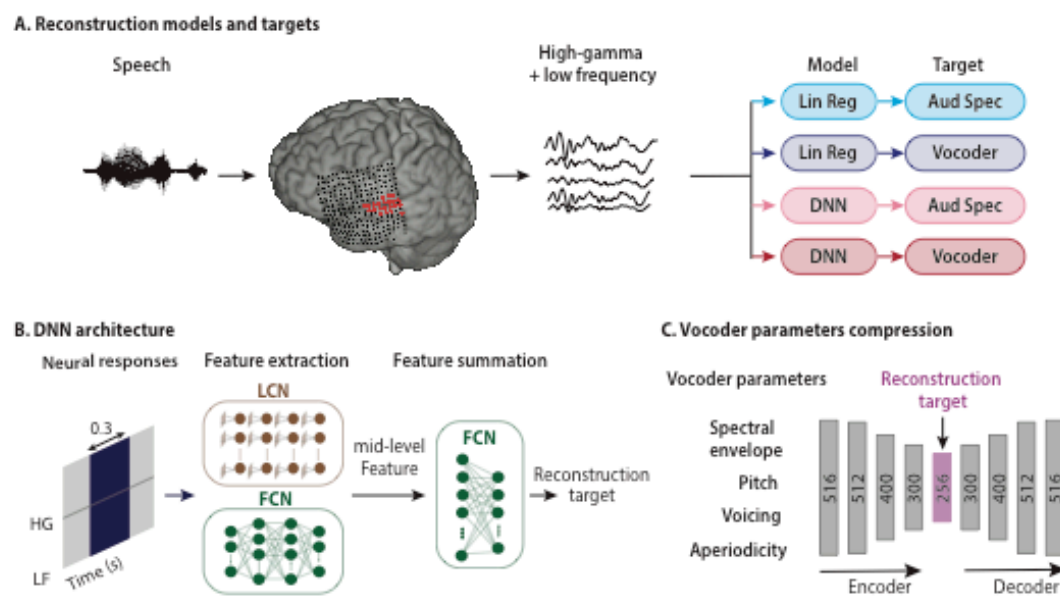 A. Reconstruction models and targets
Speech
High-gamma
+ low frequency
Model
Target
Lin Reg
Aud Spec
Lin Reg
Vocoder
DNN
Aud Spec
DNN
Vocoder
B. DNN architecture
Neural responses
Feature extraction
Feature summation
LCN
0.3
HG
LF
Time (s)
FCN
mid-level
Feature
FCN
Reconstruction
target
C. Vocoder parameters compression
Vocoder parameters
Reconstruction
target
Spectral
envelope
Pitch
Voicing
Aperiodicity
516
512
400
300
256
300
400
512
516
Encoder
Decoder